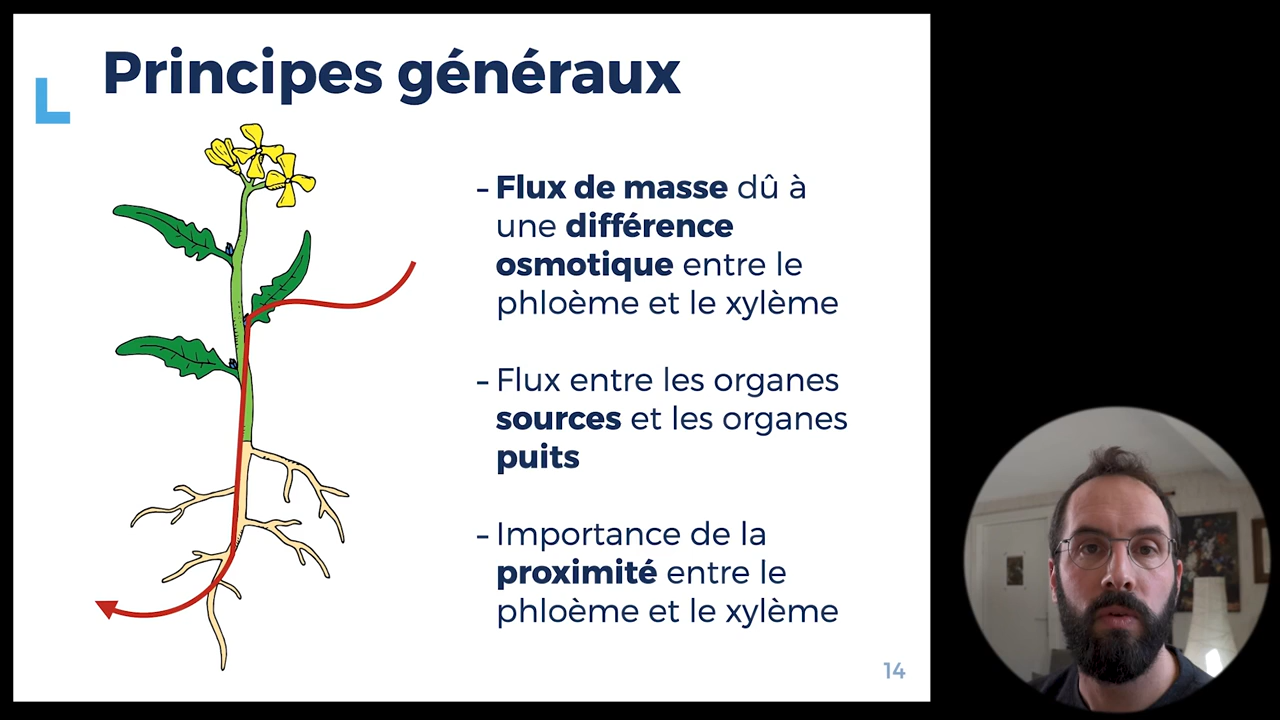 Principes généraux
- Flux de masse dû à
une différence
osmotique entre le
phloème et le xylème
- Flux entre les organes
sources et les organes
puits
- Importance de la
proximité entre le
phloème et le xylème
14